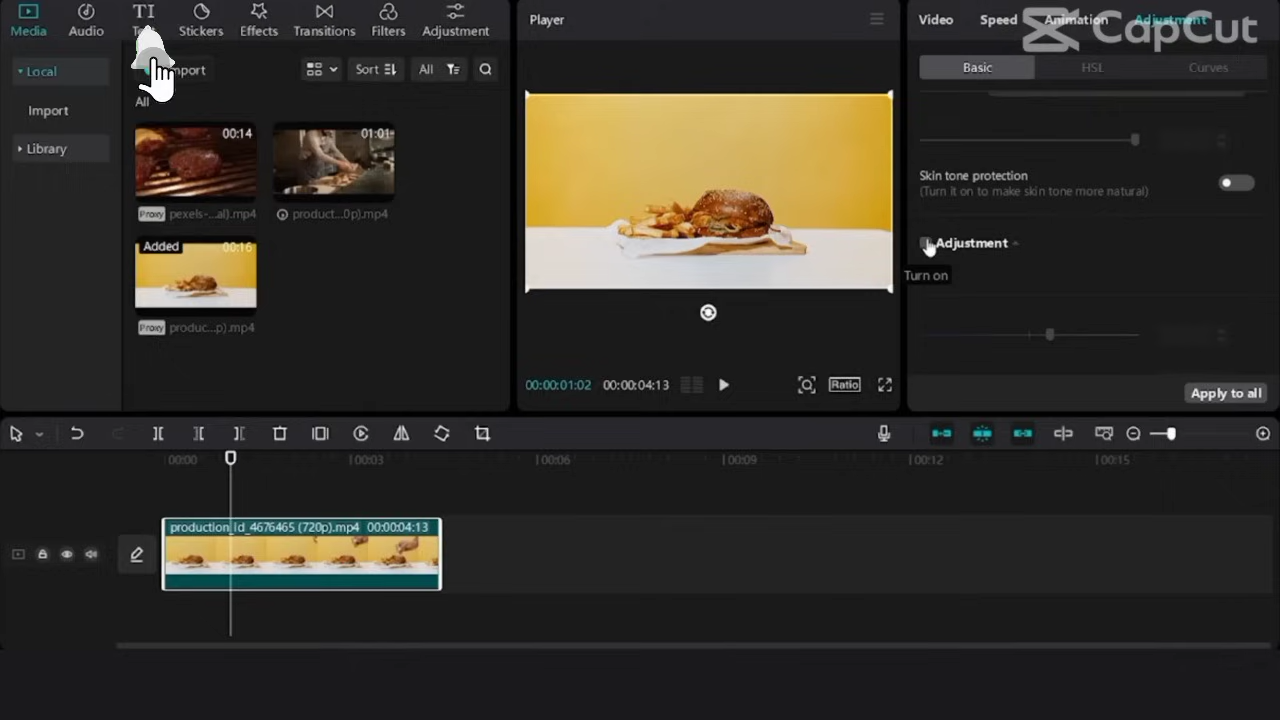 Media
Audio
TI
Stickers
Effects
Transitions
Filters
Adjustment
Local
Import
Library
Sort
All
All
00:14
01:01
Proxy pexels-...al).mp4
product...0p).mp4
Added
00:16
Proxy produc...p).mp4
Player
00:00:01:02 00:00:04:13
Ratio
Video
Speed
Animation
Adjustment
CapCut
Basic
HSL
Curves
Skin tone protection
(Turn it on to make skin tone more natural)
Adjustment
Turn on
Apply to all
00:00
00:03
00:06
00:09
00:12
00:15
production_Id_4676465 (720p).mp4 00:00:04:13